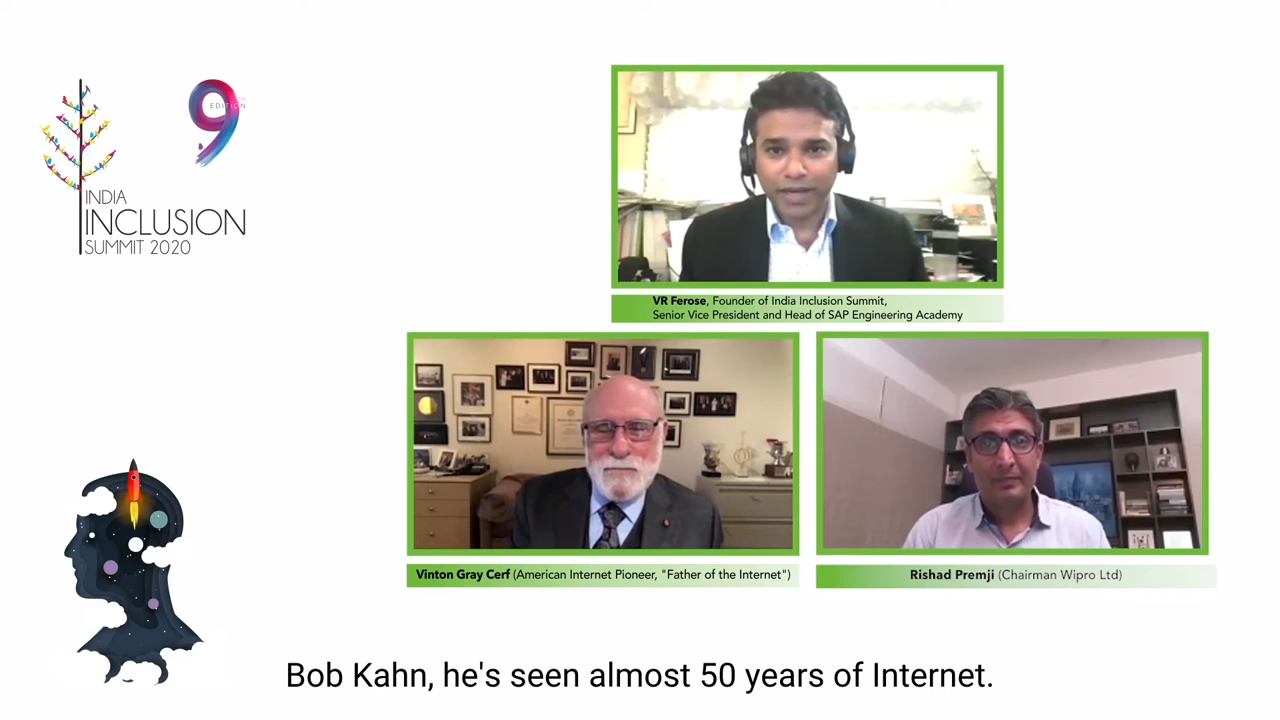 9
TH
EDITION
INDIA
INCLUSION
SUMMIT 2020
VR Ferose, Founder of India Inclusion Summit,
Senior Vice President and Head of SAP Engineering Academy
Vinton Gray Cerf (American Internet Pioneer, "Father of the Internet")
Rishad Premji (Chairman Wipro Ltd)
Bob Kahn, he's seen almost 50 years of Internet.